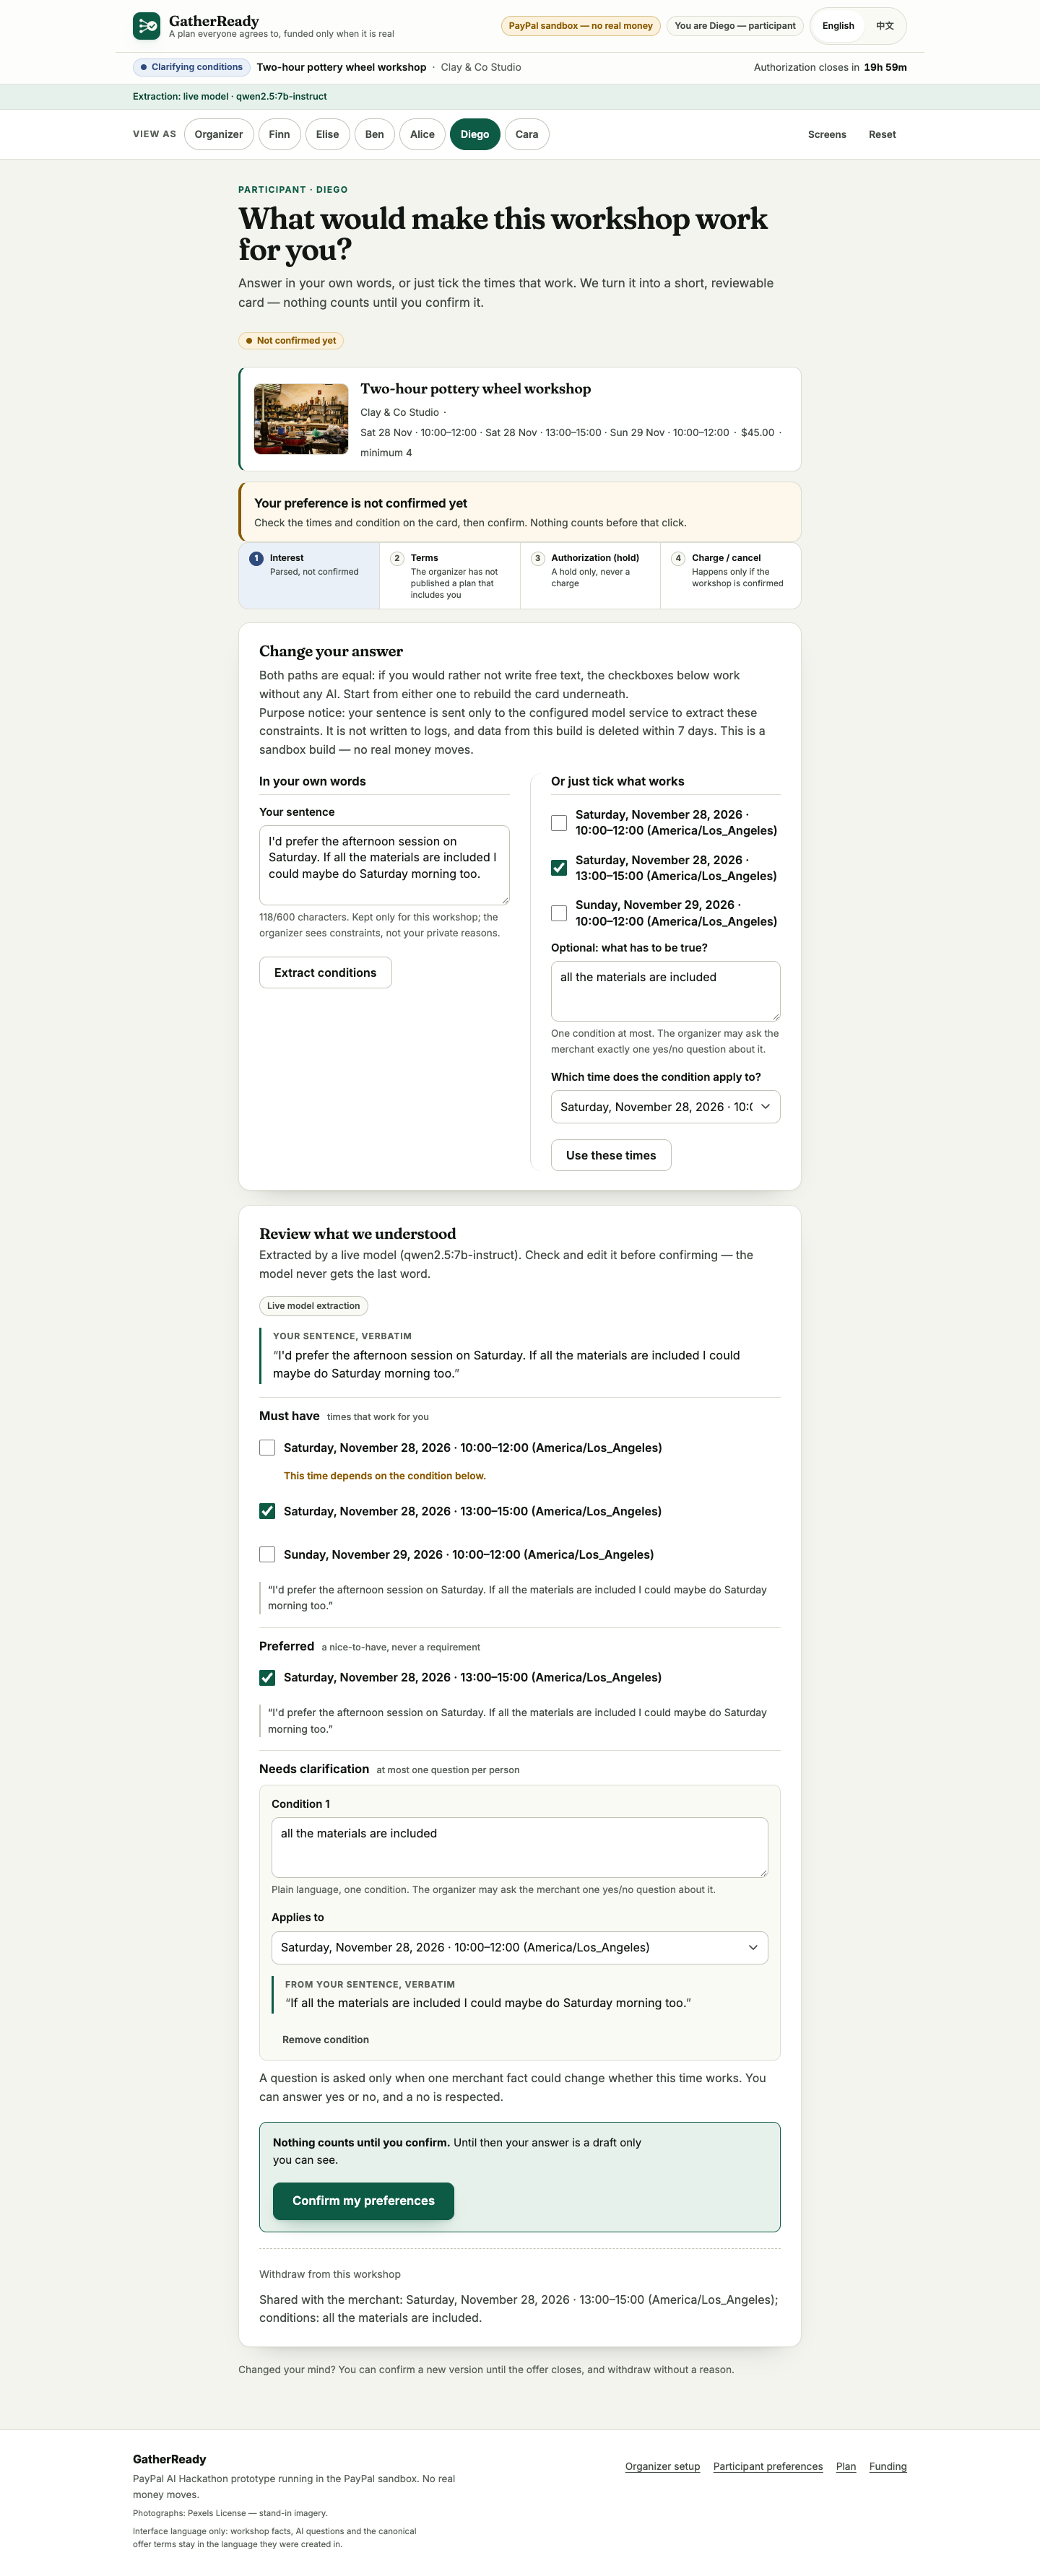 GatherReady
A plan everyone agrees to, funded only when it is real
PayPal sandbox — no real money
You are Diego — participant
English
中文
Clarifying conditions
Two-hour pottery wheel workshop · Clay & Co Studio
Authorization closes in 19h 59m
Extraction: live model · qwen2.5:7b-instruct
VIEW AS
Organizer
Finn
Elise
Ben
Alice
Diego
Cara
Screens
Reset
PARTICIPANT · DIEGO
What would make this workshop work
for you?
Answer in your own words, or just tick the times that work. We turn it into a short, reviewable
card — nothing counts until you confirm it.
Not confirmed yet
Two-hour pottery wheel workshop
Clay & Co Studio ·
Sat 28 Nov · 10:00–12:00 · Sat 28 Nov · 13:00–15:00 · Sun 29 Nov · 10:00–12:00 · $45.00 ·
minimum 4
Your preference is not confirmed yet
Check the times and condition on the card, then confirm. Nothing counts before that click.
1
Interest
Parsed, not confirmed
2
Terms
The organizer has not
published a plan that
includes you
3
Authorization (hold)
A hold only, never a
charge
4
Charge / cancel
Happens only if the
workshop is confirmed
Change your answer
Both paths are equal: if you would rather not write free text, the checkboxes below work
without any AI. Start from either one to rebuild the card underneath.
Purpose notice: your sentence is sent only to the configured model service to extract these
constraints. It is not written to logs, and data from this build is deleted within 7 days. This is a
sandbox build — no real money moves.
In your own words
Your sentence
I'd prefer the afternoon session on
Saturday. If all the materials are included I
could maybe do Saturday morning too.
118/600 characters. Kept only for this workshop; the
organizer sees constraints, not your private reasons.
Extract conditions
Or just tick what works
Saturday, November 28, 2026 ·
10:00–12:00 (America/Los_Angeles)
Saturday, November 28, 2026 ·
13:00–15:00 (America/Los_Angeles)
Sunday, November 29, 2026 ·
10:00–12:00 (America/Los_Angeles)
Optional: what has to be true?
all the materials are included
One condition at most. The organizer may ask the
merchant exactly one yes/no question about it.
Which time does the condition apply to?
Saturday, November 28, 2026 · 10:0
Use these times
Review what we understood
Extracted by a live model (qwen2.5:7b-instruct). Check and edit it before confirming — the
model never gets the last word.
Live model extraction
YOUR SENTENCE, VERBATIM
“I'd prefer the afternoon session on Saturday. If all the materials are included I could
maybe do Saturday morning too.”
Must have times that work for you
Saturday, November 28, 2026 · 10:00–12:00 (America/Los_Angeles)
This time depends on the condition below.
Saturday, November 28, 2026 · 13:00–15:00 (America/Los_Angeles)
Sunday, November 29, 2026 · 10:00–12:00 (America/Los_Angeles)
“I'd prefer the afternoon session on Saturday. If all the materials are included I could maybe do Saturday
morning too.”
Preferred a nice-to-have, never a requirement
Saturday, November 28, 2026 · 13:00–15:00 (America/Los_Angeles)
“I'd prefer the afternoon session on Saturday. If all the materials are included I could maybe do Saturday
morning too.”
Needs clarification at most one question per person
Condition 1
all the materials are included
Plain language, one condition. The organizer may ask the merchant one yes/no question about it.
Applies to
Saturday, November 28, 2026 · 10:00–12:00 (America/Los_Angeles)
FROM YOUR SENTENCE, VERBATIM
“If all the materials are included I could maybe do Saturday morning too.”
Remove condition
A question is asked only when one merchant fact could change whether this time works. You
can answer yes or no, and a no is respected.
Nothing counts until you confirm. Until then your answer is a draft only
you can see.
Confirm my preferences
Withdraw from this workshop
Shared with the merchant: Saturday, November 28, 2026 · 13:00–15:00 (America/Los_Angeles);
conditions: all the materials are included.
Changed your mind? You can confirm a new version until the offer closes, and withdraw without a reason.
GatherReady
PayPal AI Hackathon prototype running in the PayPal sandbox. No real
money moves.
Photographs: Pexels License — stand-in imagery.
Interface language only: workshop facts, AI questions and the canonical
offer terms stay in the language they were created in.
Organizer setup
Participant preferences
Plan
Funding